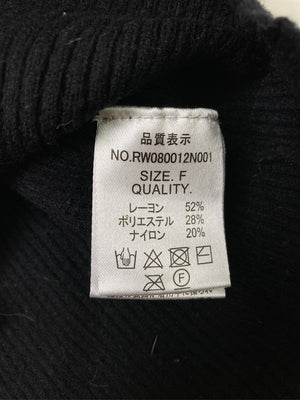 品質表示
NO.RW080012N001
SIZE. F
QUALITY.
レーヨン 52%
ポリエステル 28%
ナイロン 20%
F